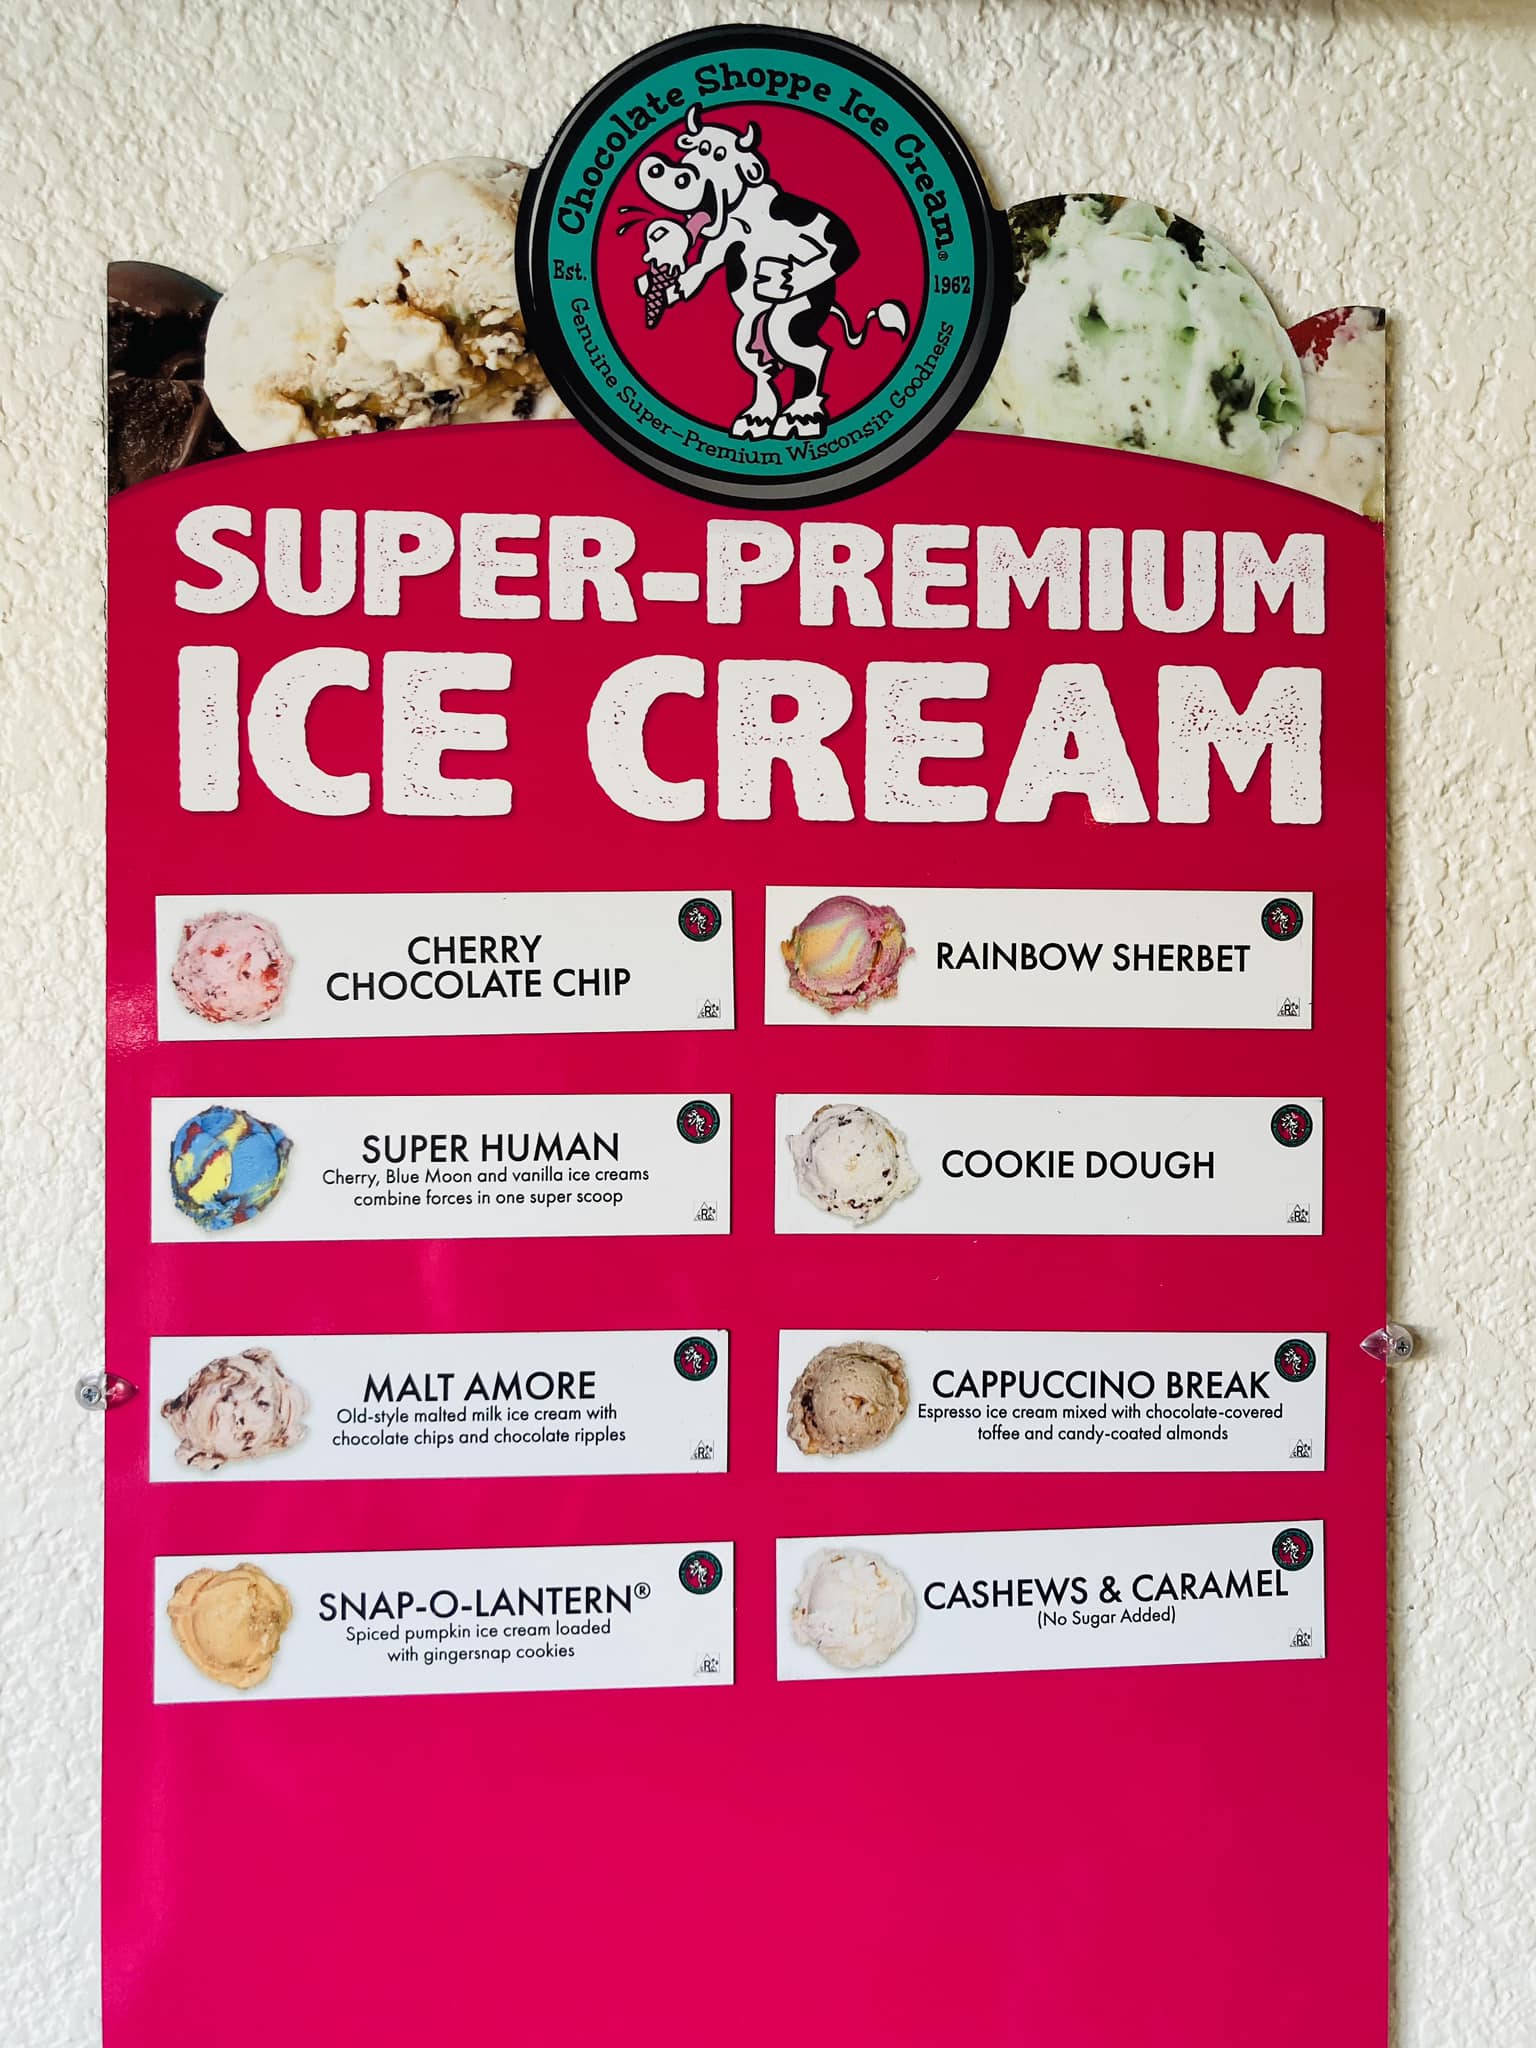 Chocolate Shoppe Ice Cream®
Est. 1962
Genuine Super-Premium Wisconsin Goodness
SUPER-PREMIUM
ICE CREAM
CHERRY
CHOCOLATE CHIP
RAINBOW SHERBET
SUPER HUMAN
Cherry, Blue Moon and vanilla ice creams
combine forces in one super scoop
COOKIE DOUGH
MALT AMORE
Old-style malted milk ice cream with
chocolate chips and chocolate ripples
CAPPUCCINO BREAK
Espresso ice cream mixed with chocolate-covered
toffee and candy-coated almonds
SNAP-O-LANTERN®
Spiced pumpkin ice cream loaded
with gingersnap cookies
CASHEWS & CARAMEL
(No Sugar Added)